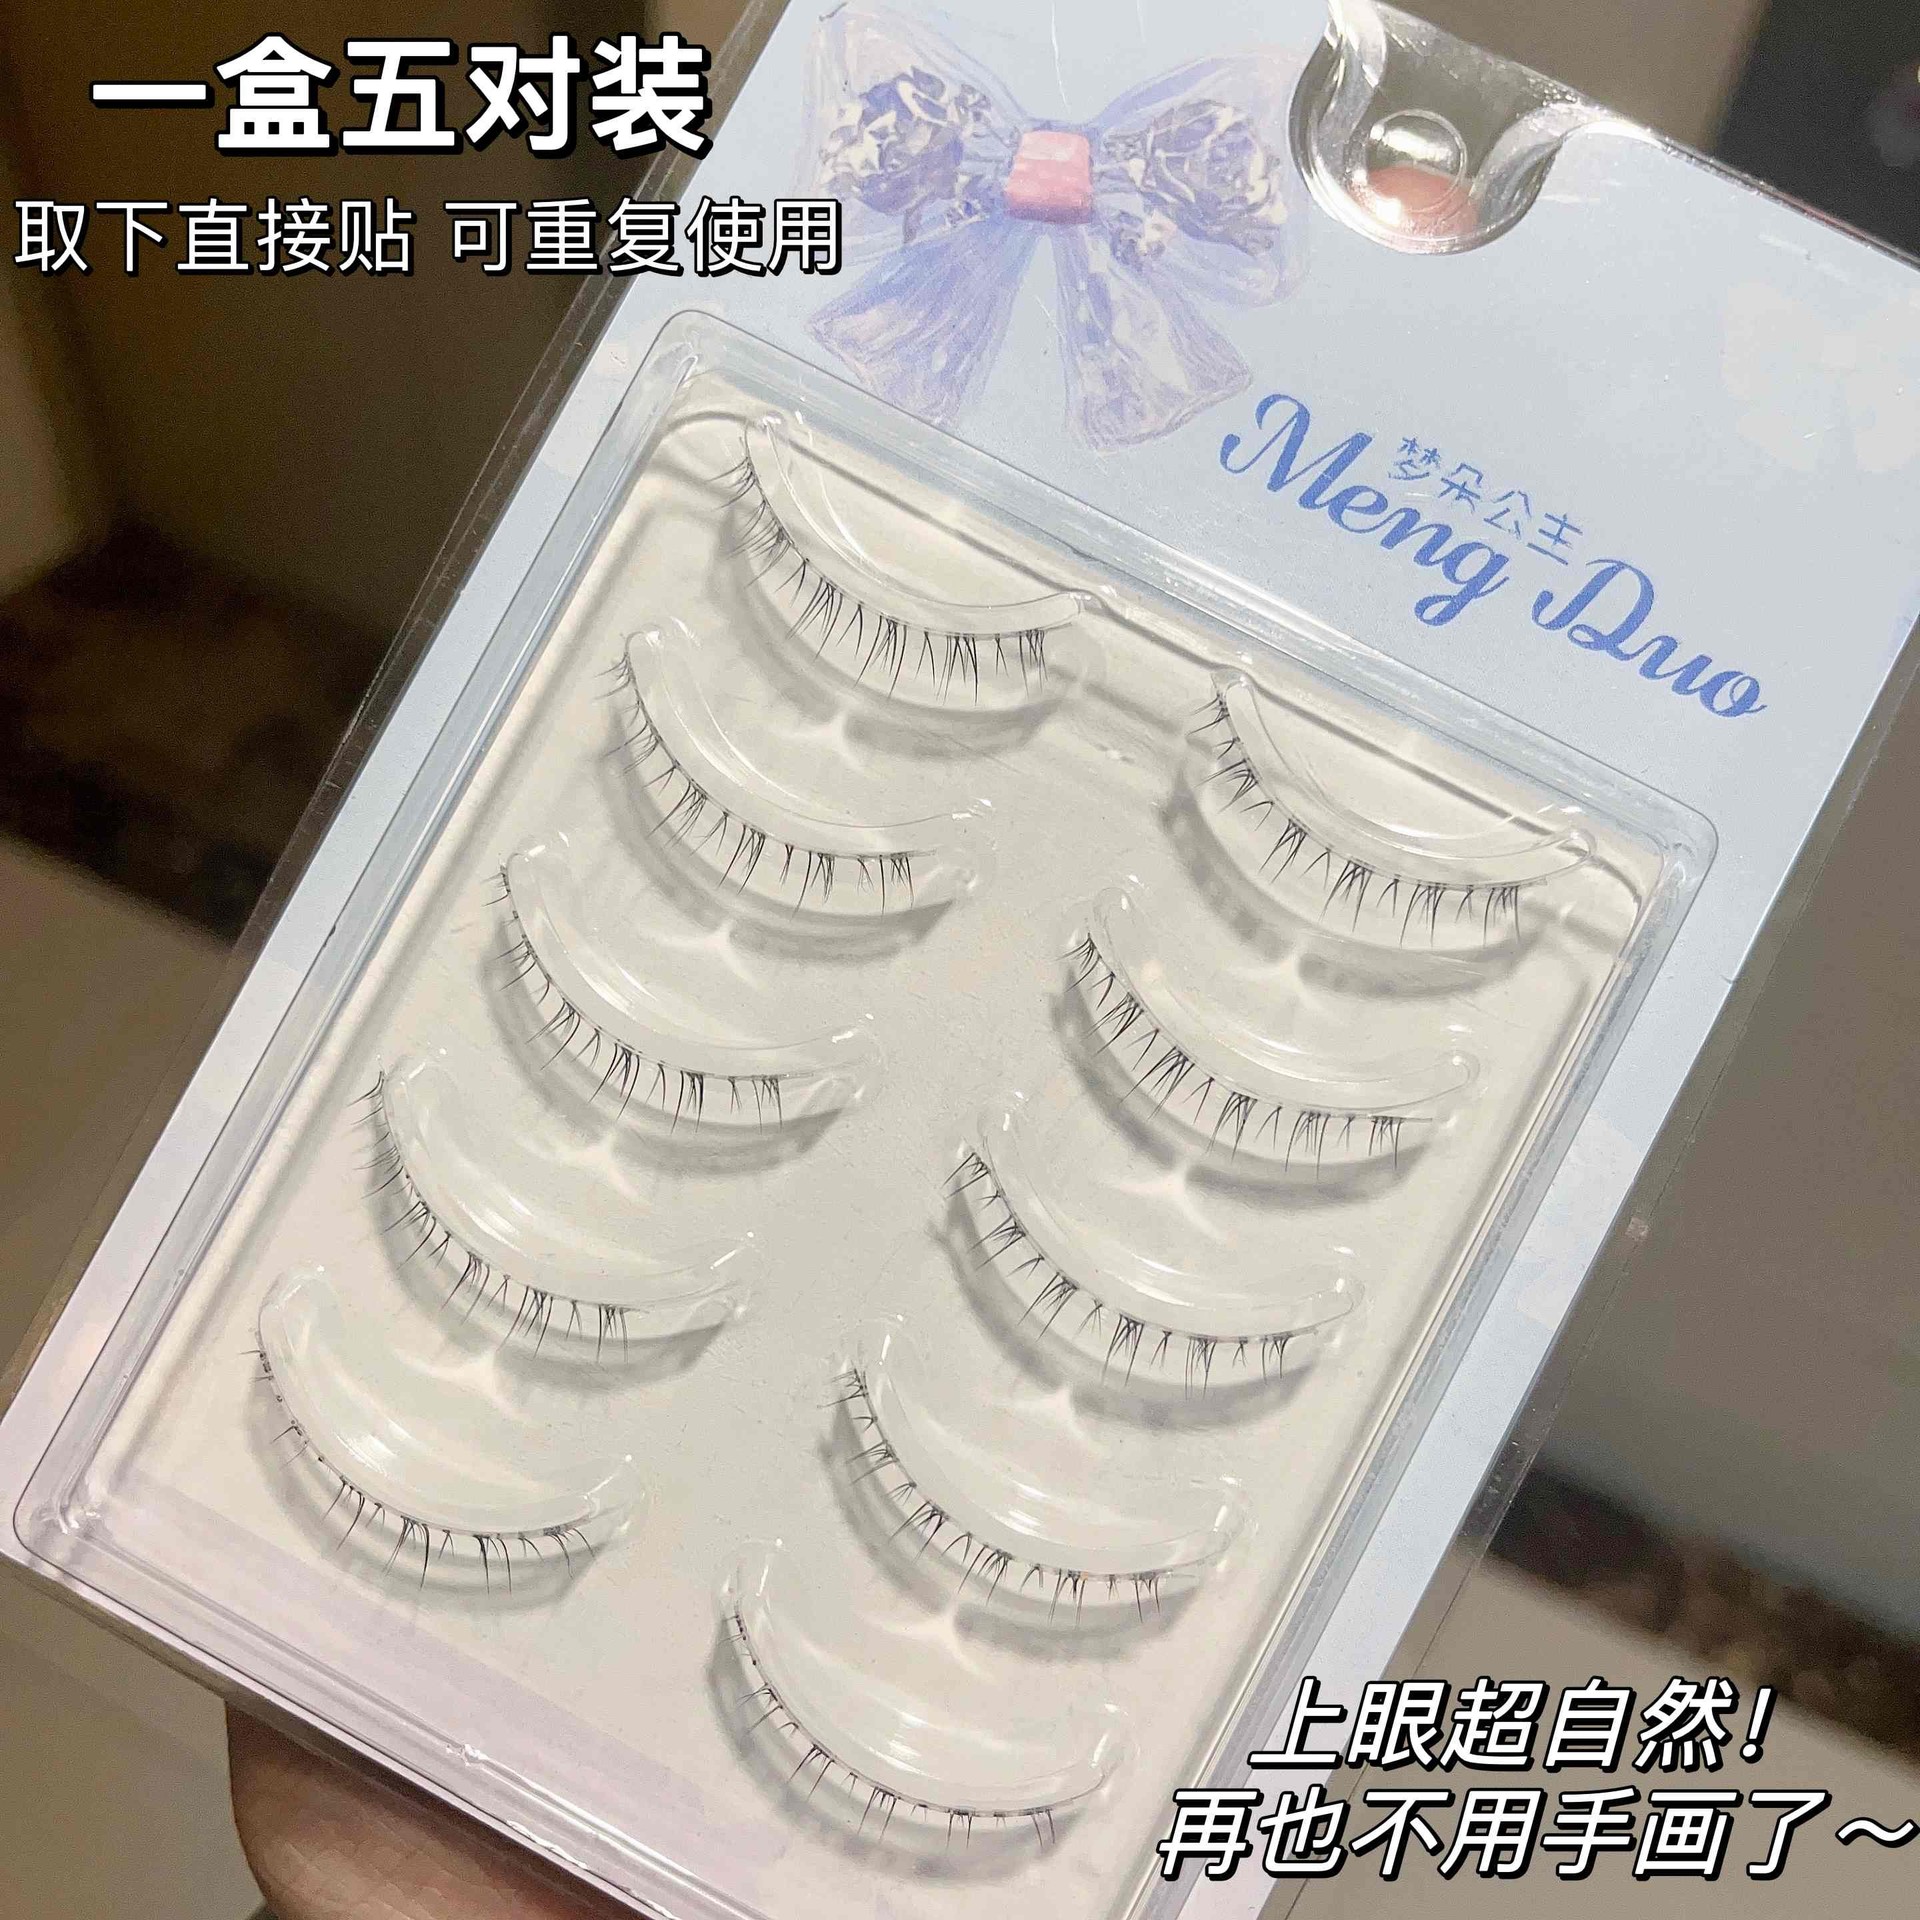 一盒五对装
取下直接贴 可重复使用
梦朵公主
Meng Duo
上眼超自然！
再也不用手画了～